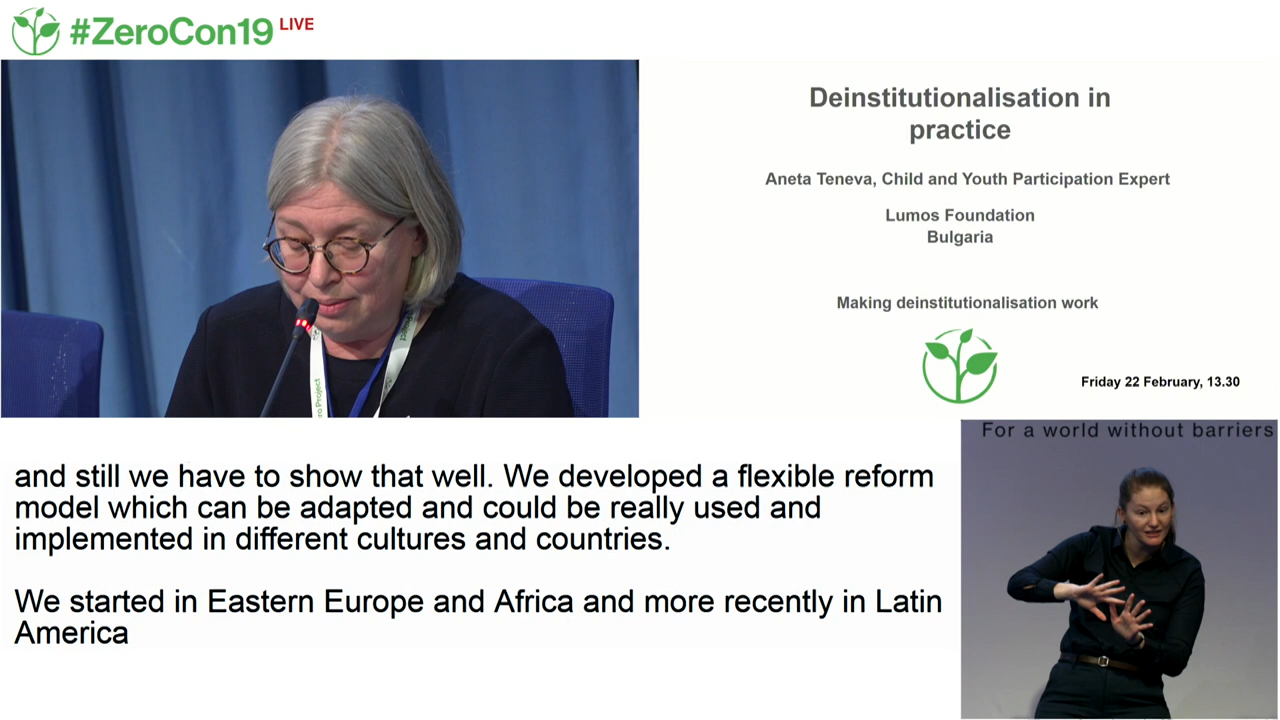 #ZeroCon19 LIVE
Deinstitutionalisation in
practice
Aneta Teneva, Child and Youth Participation Expert
Lumos Foundation
Bulgaria
Making deinstitutionalisation work
Friday 22 February, 13.30
ero Project
Project
and still we have to show that well. We developed a flexible reform
model which can be adapted and could be really used and
implemented in different cultures and countries.
We started in Eastern Europe and Africa and more recently in Latin
America
For a world without barriers